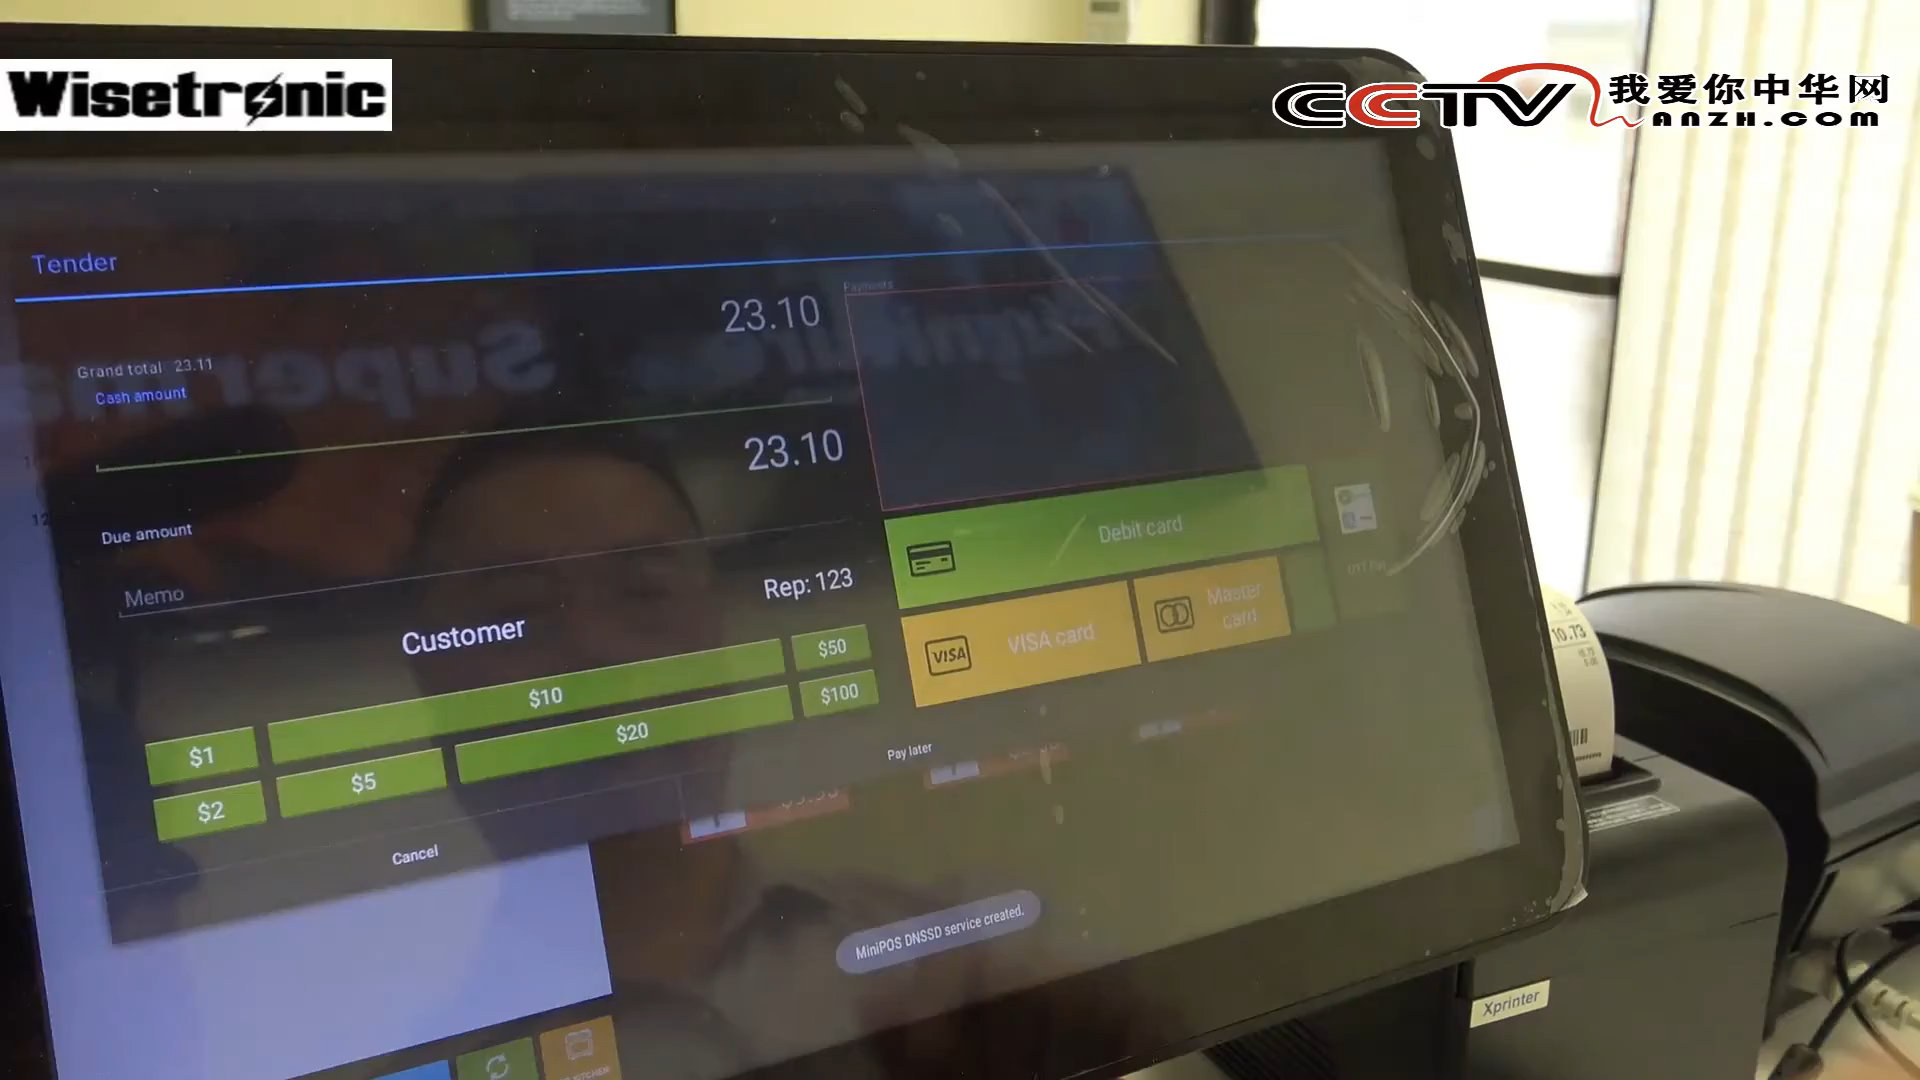 Wisetronic
CCTV 我爱你中华网
ANZH.COM
Tender
23.10
Payments
Grand total 23.11
Cash amount
23.10
Due amount
Debit card
Memo
Rep: 123
Customer
VISA
VISA card
Master
card
$50
$10
$100
$20
$1
$5
$2
Pay later
Cancel
MiniPOS DNSSD service created.
10.73
Xprinter